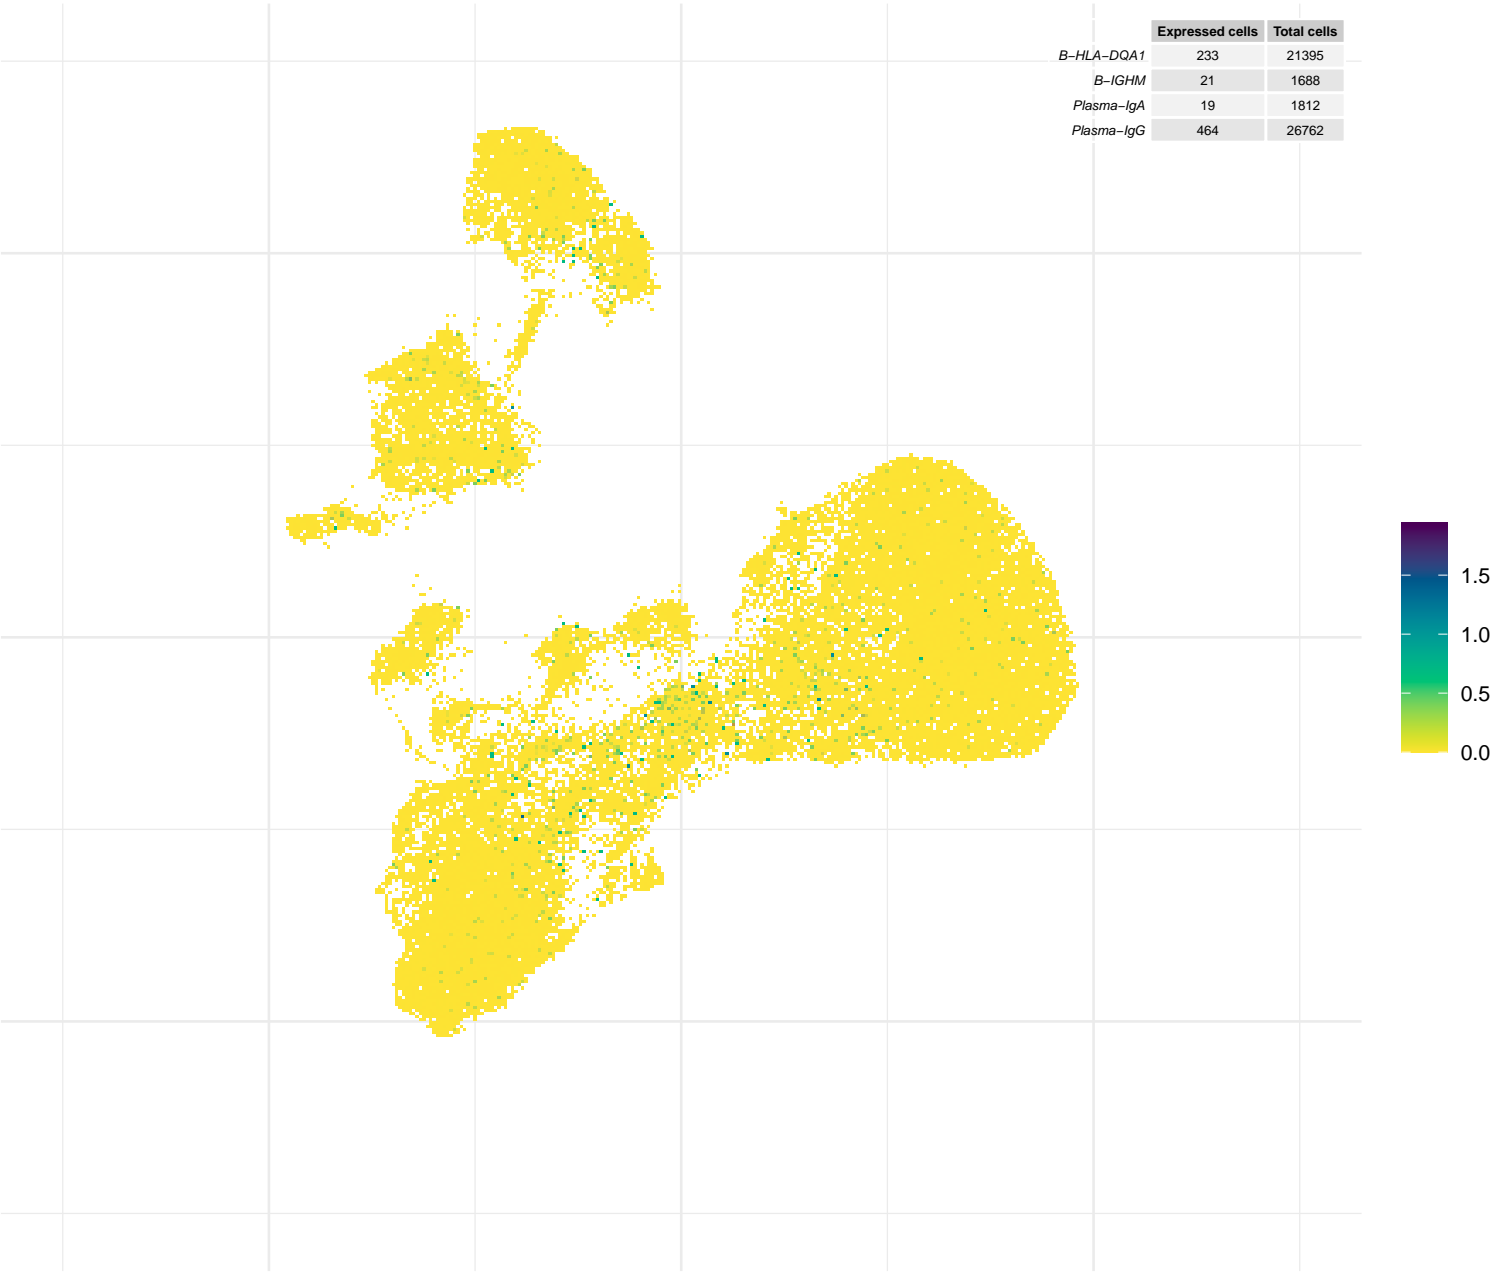 Expressed cells Total cells
B−HLA−DQA1 233 21395
B−IGHM 21 1688
Plasma−IgA 19 1812
Plasma−IgG 464 26762
1.5
1.0
0.5
0.0